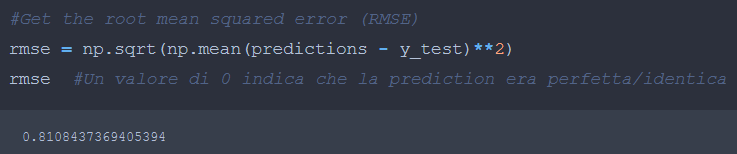 #Get the root mean squared error (RMSE)
rmse = np.sqrt(np.mean(predictions - y_test)**2)
rmse  #Un valore di 0 indica che la prediction era perfetta/identica
0.8108437369405394